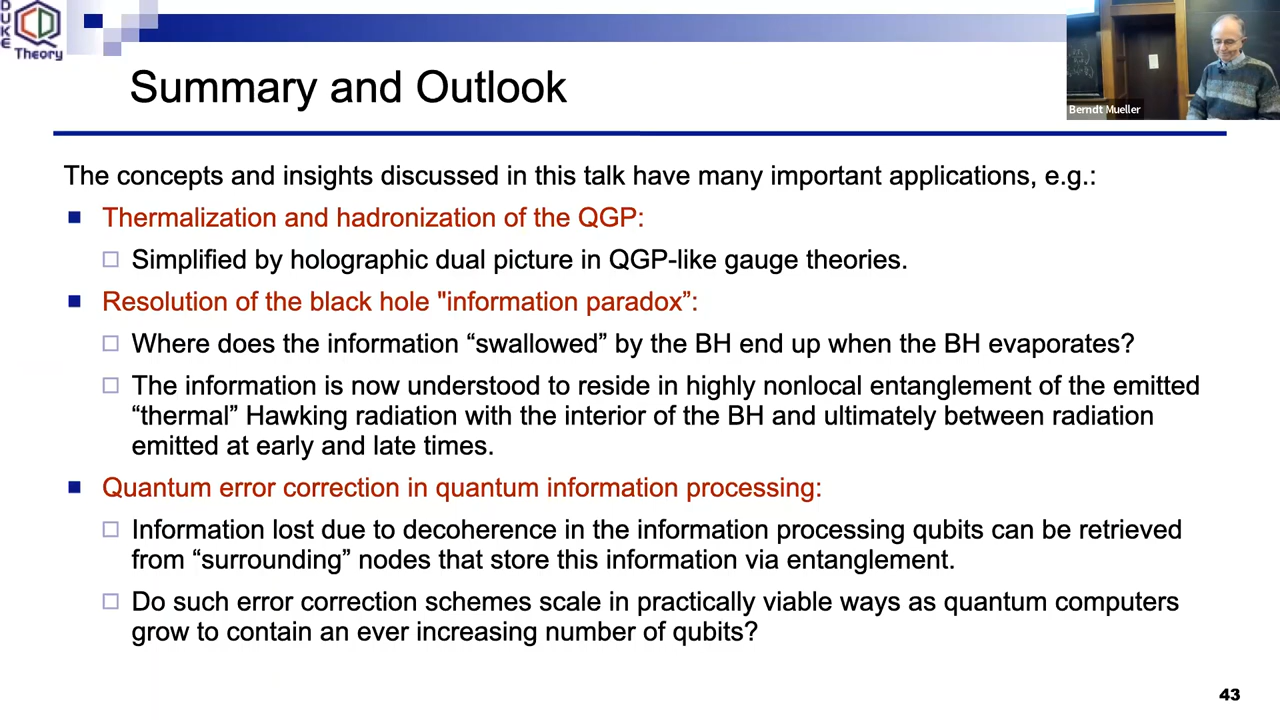 DUKE
Theory
Berndt Mueller
Summary and Outlook
The concepts and insights discussed in this talk have many important applications, e.g.:
Thermalization and hadronization of the QGP:
Simplified by holographic dual picture in QGP-like gauge theories.
Resolution of the black hole "information paradox”:
Where does the information “swallowed” by the BH end up when the BH evaporates?
The information is now understood to reside in highly nonlocal entanglement of the emitted
“thermal” Hawking radiation with the interior of the BH and ultimately between radiation
emitted at early and late times.
Quantum error correction in quantum information processing:
Information lost due to decoherence in the information processing qubits can be retrieved
from “surrounding” nodes that store this information via entanglement.
Do such error correction schemes scale in practically viable ways as quantum computers
grow to contain an ever increasing number of qubits?
43